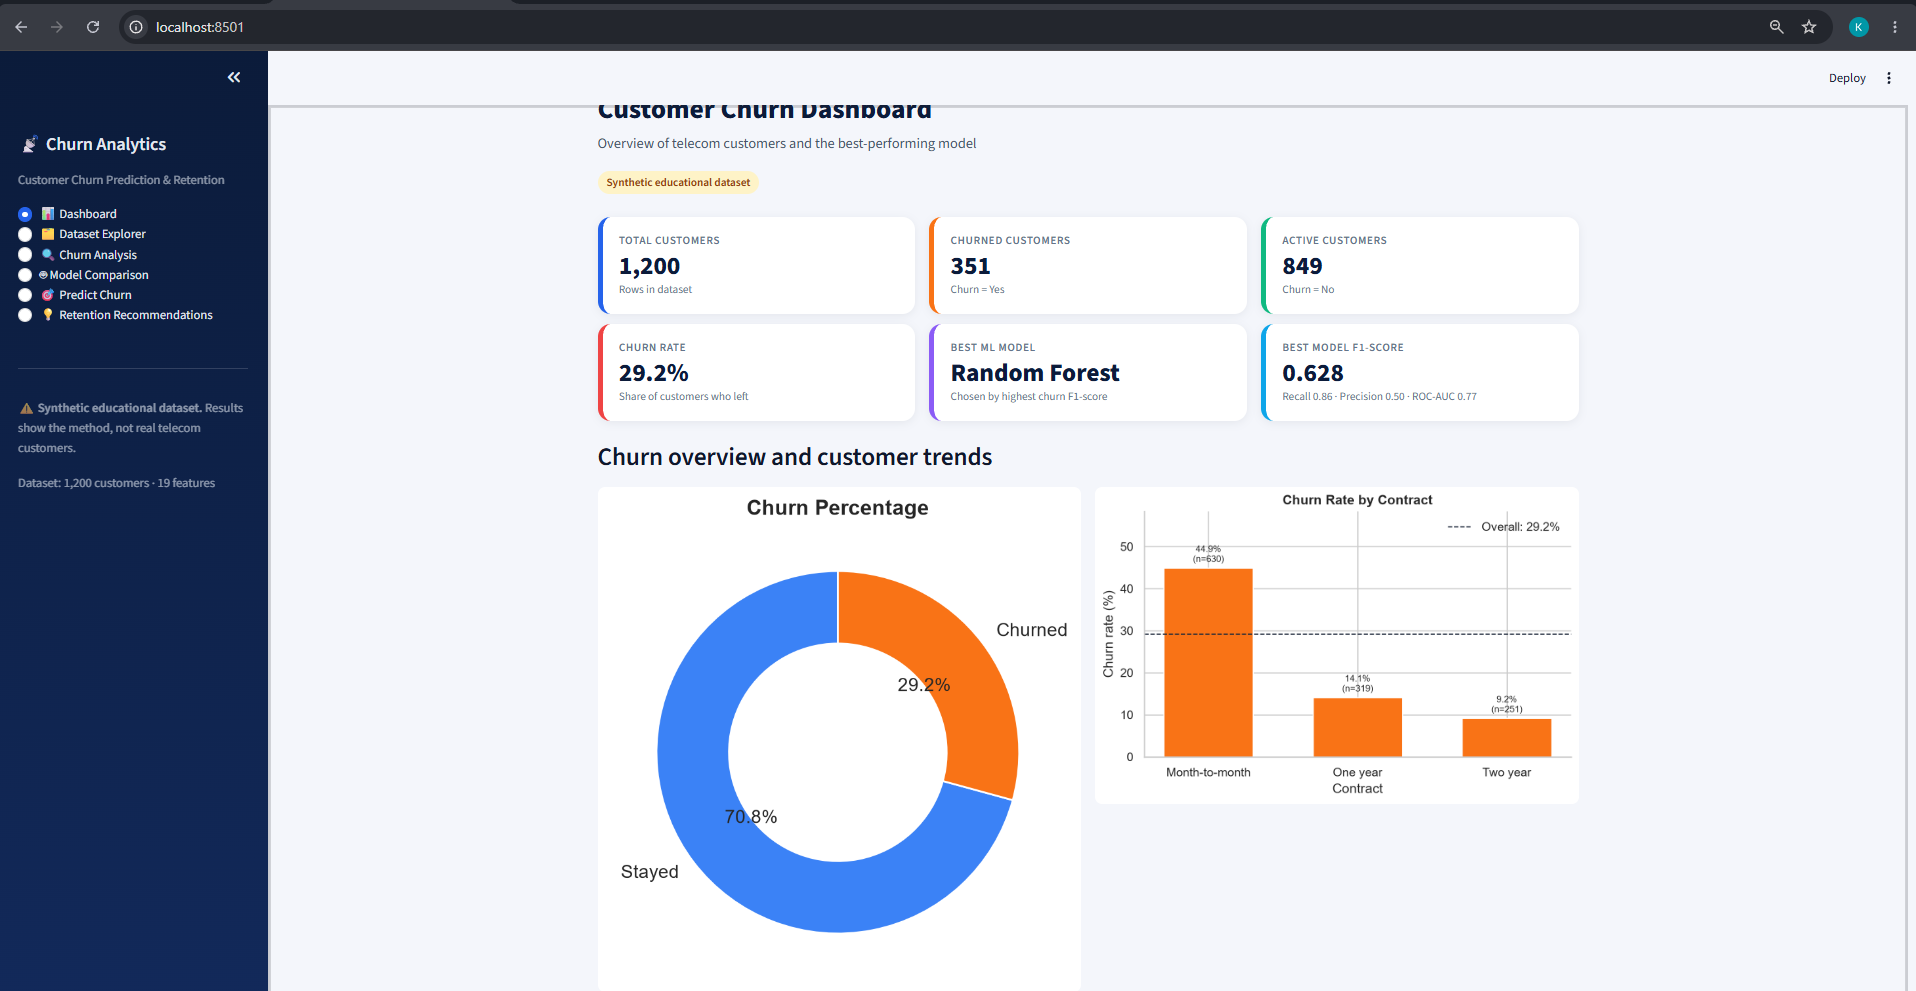 localhost:8501
K
Deploy
Churn Analytics
Customer Churn Prediction & Retention
Dashboard
Dataset Explorer
Churn Analysis
Model Comparison
Predict Churn
Retention Recommendations
Synthetic educational dataset. Results
show the method, not real telecom
customers.
Dataset: 1,200 customers · 19 features
Customer Churn Dashboard
Overview of telecom customers and the best-performing model
Synthetic educational dataset
TOTAL CUSTOMERS
1,200
Rows in dataset
CHURNED CUSTOMERS
351
Churn = Yes
ACTIVE CUSTOMERS
849
Churn = No
CHURN RATE
29.2%
Share of customers who left
BEST ML MODEL
Random Forest
Chosen by highest churn F1-score
BEST MODEL F1-SCORE
0.628
Recall 0.86 · Precision 0.50 · ROC-AUC 0.77
Churn overview and customer trends
Churn Percentage
Churned
29.2%
70.8%
Stayed
Churn Rate by Contract
Overall: 29.2%
Churn rate (%)
50
40
30
20
10
0
44.9%
(n=630)
14.1%
(n=319)
9.2%
(n=251)
Month-to-month
One year
Two year
Contract